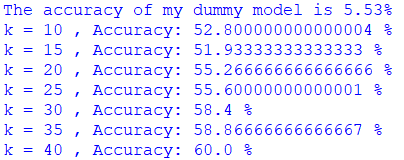 The accuracy of my dummy model is 5.53%
k = 10 , Accuracy: 52.800000000000004 %
k = 15 , Accuracy: 51.93333333333333 %
k = 20 , Accuracy: 55.266666666666666 %
k = 25 , Accuracy: 55.60000000000001 %
k = 30 , Accuracy: 58.4 %
k = 35 , Accuracy: 58.86666666666667 %
k = 40 , Accuracy: 60.0 %